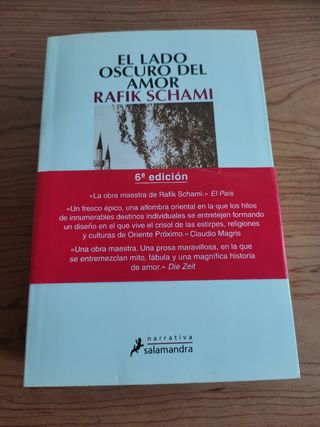 EL LADO
OSCURO DEL
AMOR
RAFIK SCHAMI
6ª edición
«La obra maestra de Rafik Schami.» El País
«Un fresco épico, una alfombra oriental en la que los hilos
de innumerables destinos individuales se entretejen formando
un diseño en el que vive el crisol de las estirpes, religiones
y culturas de Oriente Próximo.» Claudio Magris
«Una obra maestra. Una prosa maravillosa, en la que
se entremezclan mito, fábula y una magnífica historia
de amor.» Die Zeit
narrativa
salamandra